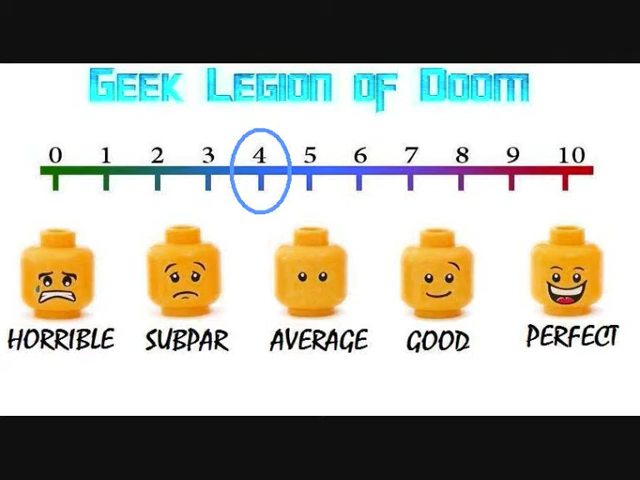 Geek Legion of Doom
0 1 2 3 4 5 6 7 8 9 10
HORRIBLE SUBPAR AVERAGE GOOD PERFECT